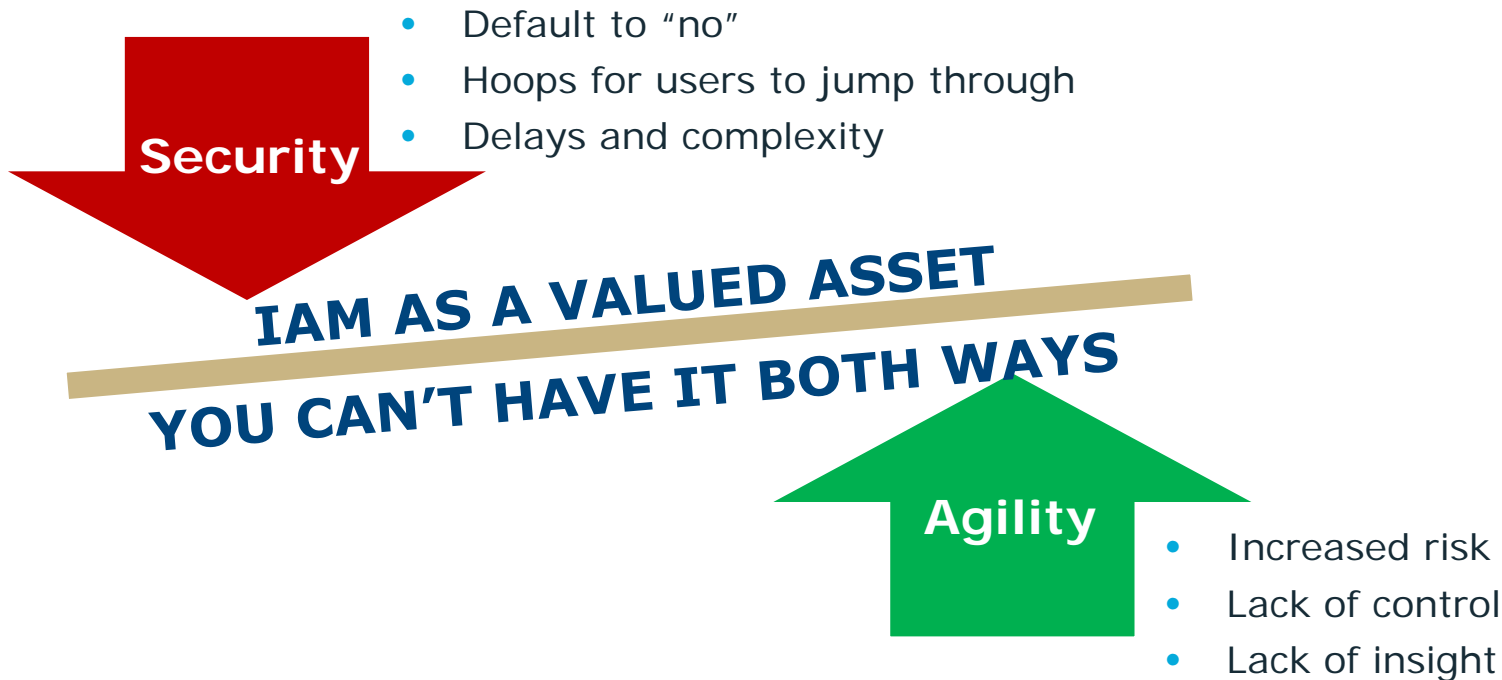 • Default to “no”
• Hoops for users to jump through
• Delays and complexity
Security
IAM AS A VALUED ASSET
YOU CAN’T HAVE IT BOTH WAYS
Agility
• Increased risk
• Lack of control
• Lack of insight